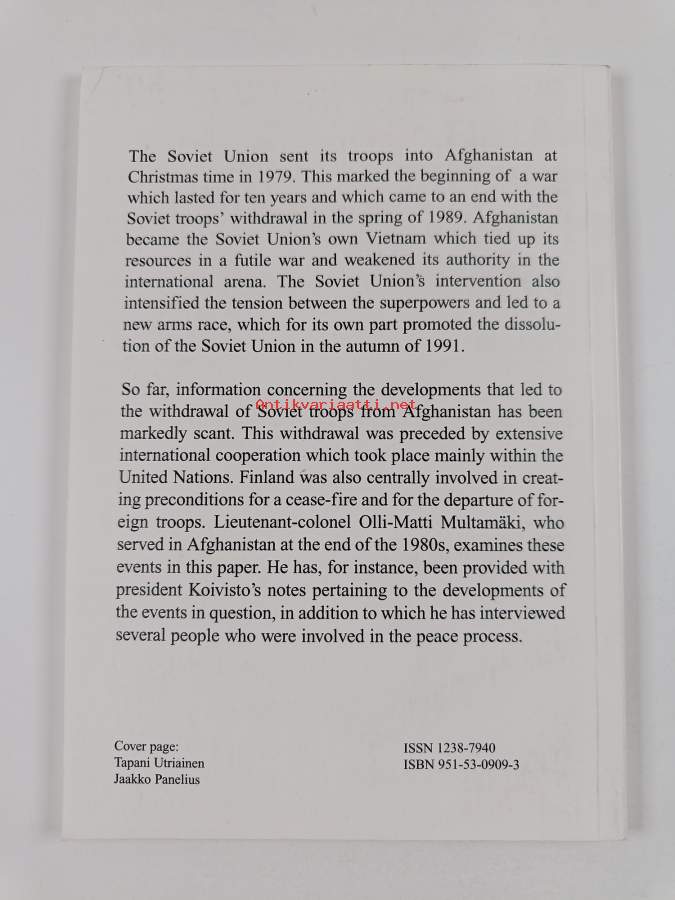 The Soviet Union sent its troops into Afghanistan at
Christmas time in 1979. This marked the beginning of a war
which lasted for ten years and which came to an end with the
Soviet troops' withdrawal in the spring of 1989. Afghanistan
became the Soviet Union's own Vietnam which tied up its
resources in a futile war and weakened its authority in the
international arena. The Soviet Union's intervention also
intensified the tension between the superpowers and led to a
new arms race, which for its own part promoted the dissolu-
tion of the Soviet Union in the autumn of 1991.
So far, information concerning the developments that led to
Antikvariaatti.net
the withdrawal of Soviet troops from Afghanistan has been
markedly scant. This withdrawal was preceded by extensive
international cooperation which took place mainly within the
United Nations. Finland was also centrally involved in creat-
ing preconditions for a cease-fire and for the departure of for-
eign troops. Lieutenant-colonel Olli-Matti Multamäki, who
served in Afghanistan at the end of the 1980s, examines these
events in this paper. He has, for instance, been provided with
president Koivisto's notes pertaining to the developments of
the events in question, in addition to which he has interviewed
several people who were involved in the peace process.
Cover page:
Tapani Utriainen
Jaakko Panelius
ISSN 1238-7940
ISBN 951-53-0909-3